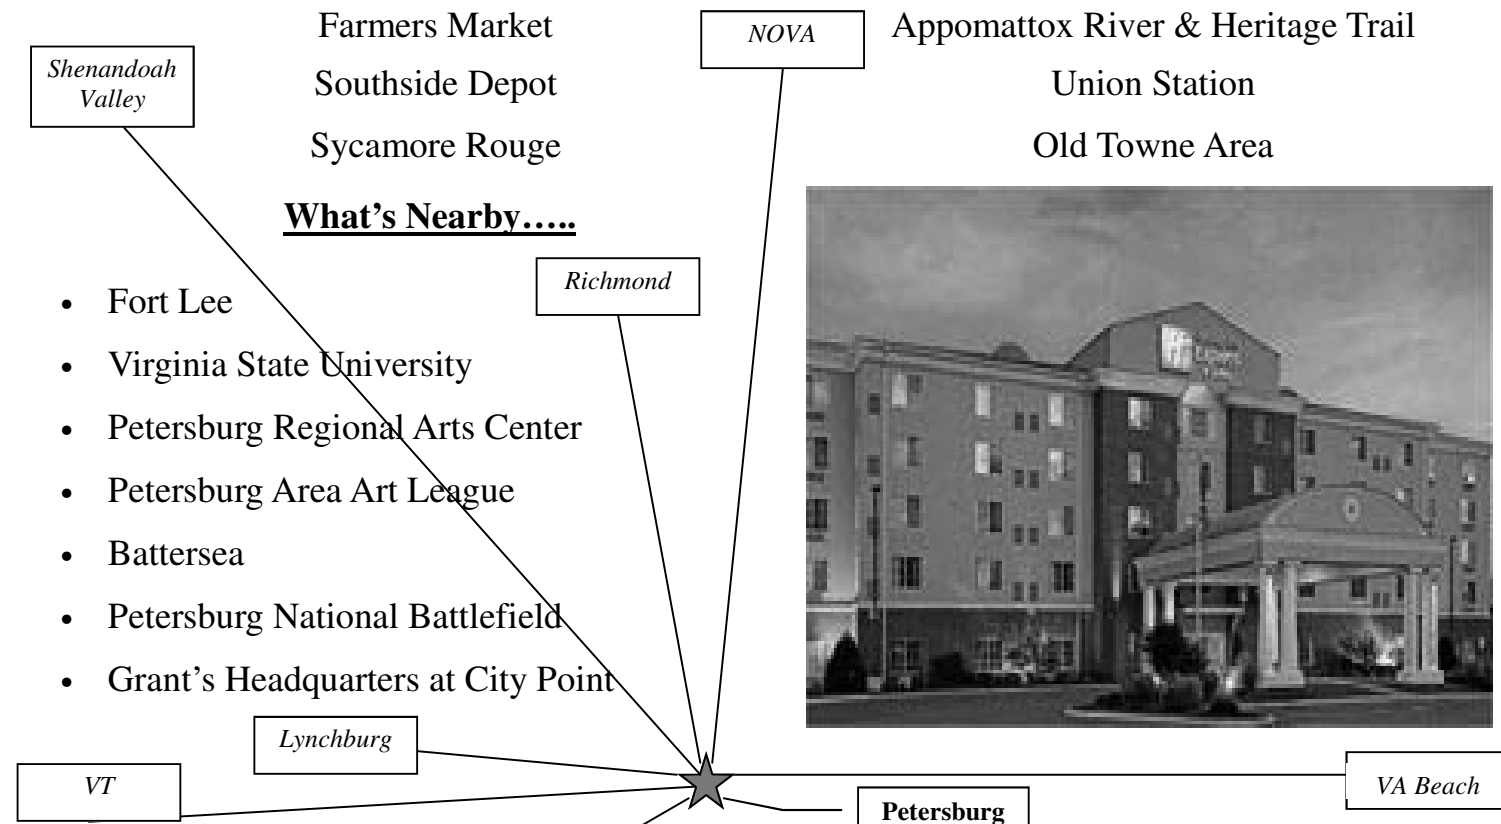 Farmers Market
NOVA
Appomattox River & Heritage Trail
Shenandoah
Valley
Southside Depot
Union Station
Sycamore Rouge
Old Towne Area
What’s Nearby…..
Richmond
• Fort Lee
• Virginia State University
• Petersburg Regional Arts Center
• Petersburg Area Art League
• Battersea
• Petersburg National Battlefield
• Grant’s Headquarters at City Point
Express
Lynchburg
VT
VA Beach
Petersburg